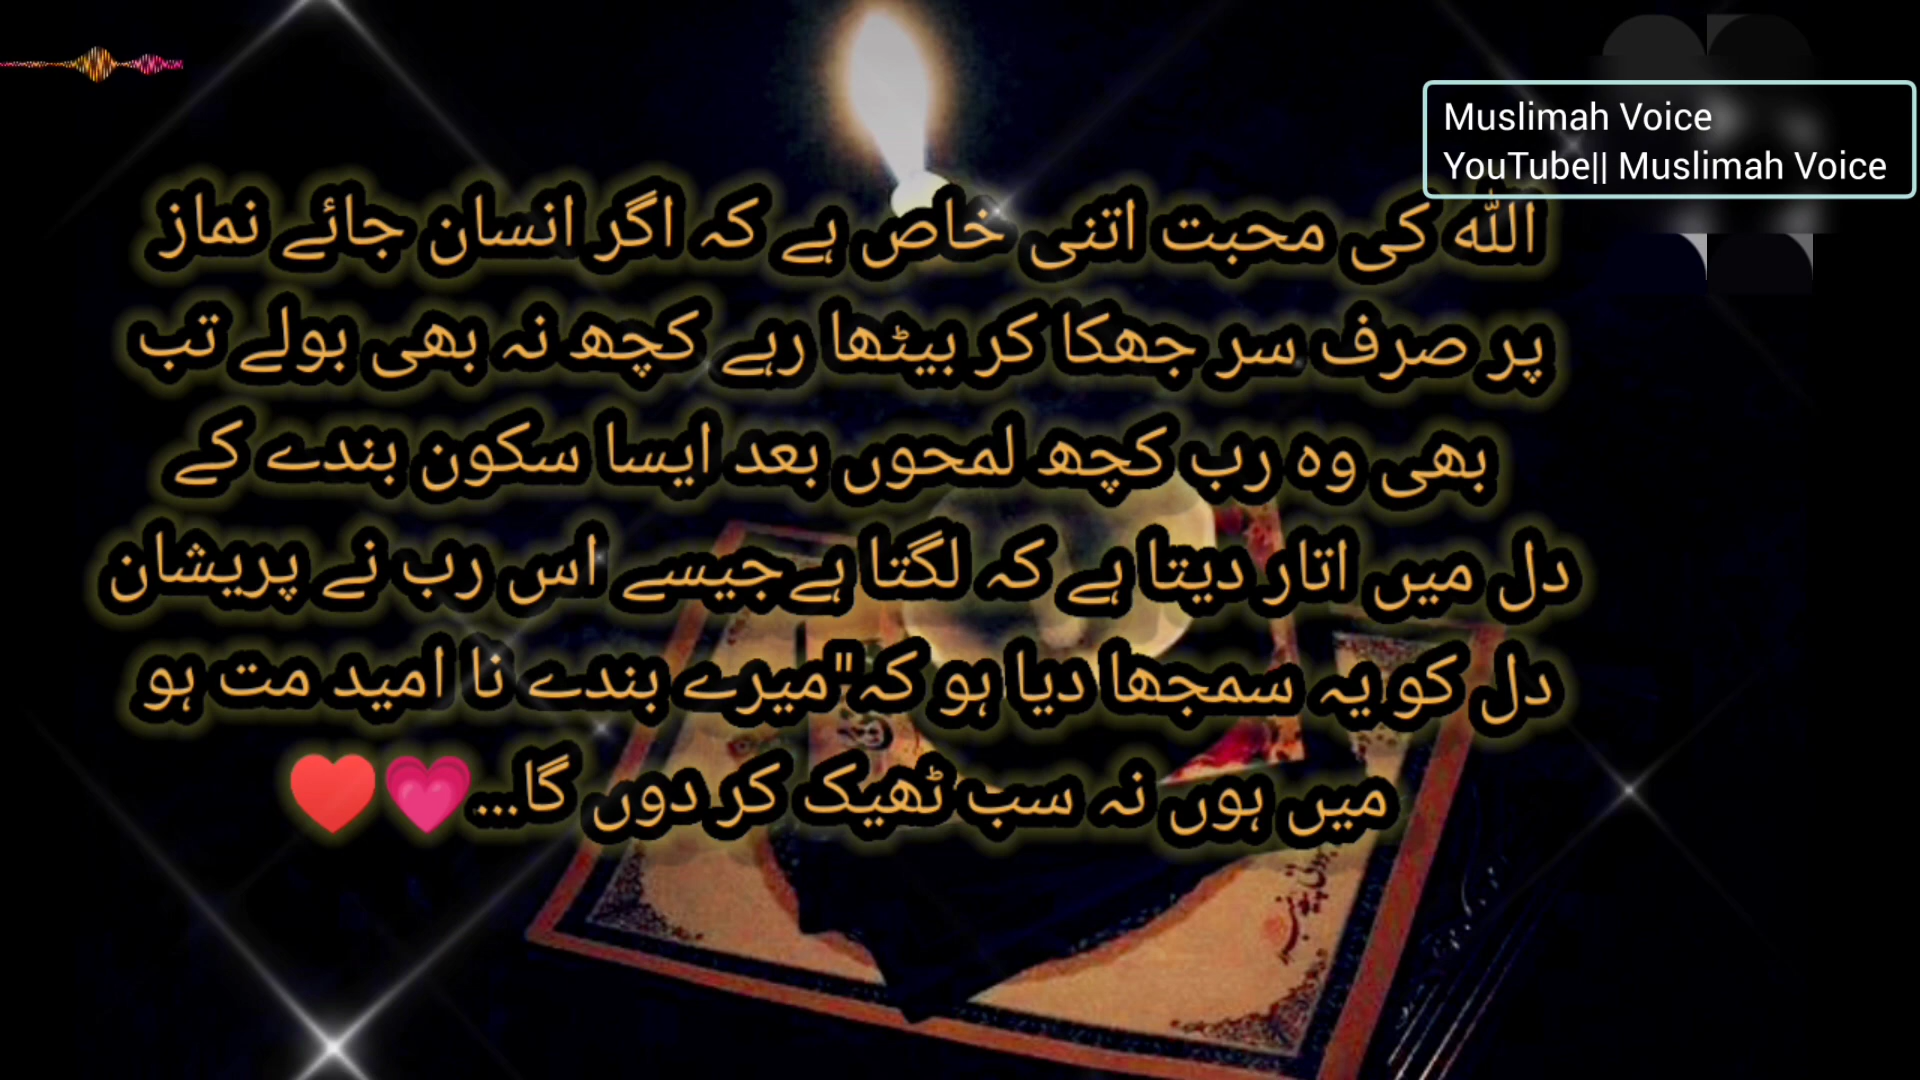 Muslimah Voice
YouTube|| Muslimah Voice
الله کی محبت اتنی خاص ہے کہ اگر انسان جائے نماز
پر صرف سر جھکا کر بیٹھا رہے کچھ نہ بھی بولے تب
بھی وہ رب کچھ لمحوں بعد ایسا سکون بندے کے
دل میں اتار دیتا ہے کہ لگتا ہےجیسے اس رب نے پریشان
دل کو یہ سمجھا دیا ہو کہ"میرے بندے نا امید مت ہو
میں ہوں نہ سب ٹھیک کر دوں گا...💗♥️